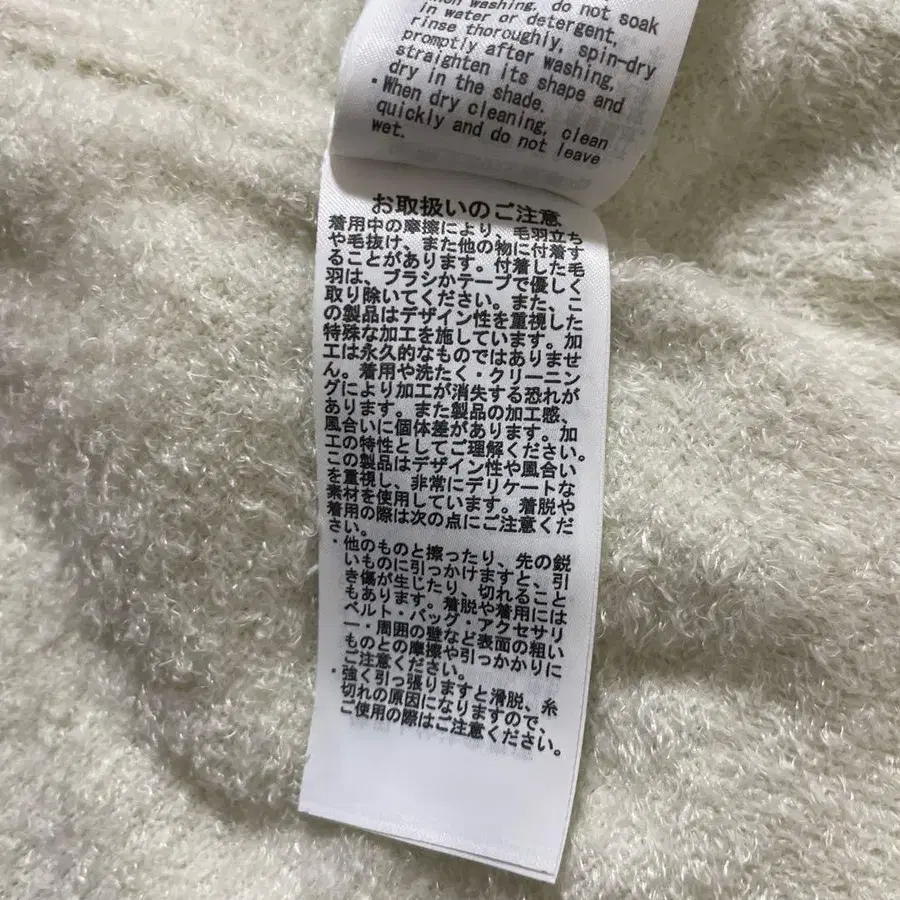 when washing, do not soak
in water or detergent,
rinse thoroughly, spin-dry
promptly after washing,
straighten its shape and
dry in the shade.
・When dry cleaning, clean
quickly and do not leave
wet.
お取扱いのご注意
着用中の摩擦により、毛羽立ち
や毛抜け、また他の物に付着す
ることがあります。付着した毛
羽は、ブラシかテープで優しく
取り除いてください。また、こ
の製品はデザイン性を重視した
特殊な加工を施しています。加
工は永久的なものではありませ
ん。着用や洗たく・クリーニン
グにより加工が消失する恐れが
あります。また製品の加工感、
風合いに個体差があります。加
工の特性としてご理解ください。
この製品はデザイン性や風合い
を重視し、非常にデリケートな
素材を使用しています。着脱や
着用の際は次の点にご注意くだ
さい。
・他のものと擦ったり、先の鋭
いものに引っかけますと、引
き傷が生じたり、切れること
もあります。着脱や着用には
ベルト・バッグ・アクセサリ
ー・周囲の壁など表面の粗い
ものとの摩擦や引っかかりに
ご注意ください。
・強く引っ張りますと滑脱、糸
切れの原因になりますので、
ご使用の際はご注意ください。